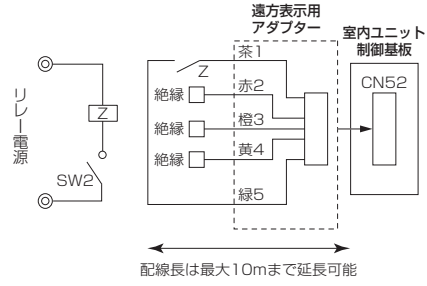 遠方表示用
アダプター
室内ユニット
制御基板
茶1
Z
赤2
CN52
絶縁
リレー電源
Z
橙3
絶縁
黄4
絶縁
SW2
緑5
配線長は最大10mまで延長可能